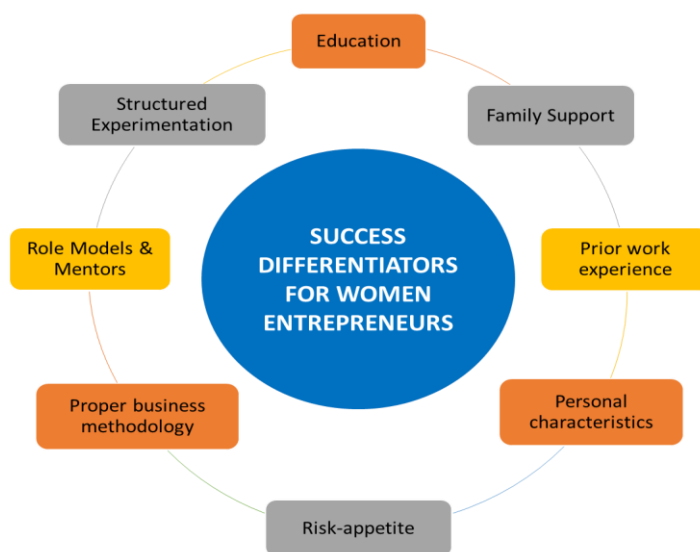 Education
Structured
Experimentation
Family Support
SUCCESS
DIFFERENTIATORS
FOR WOMEN
ENTREPRENEURS
Role Models &
Mentors
Prior work
experience
Proper business
methodology
Personal
characteristics
Risk-appetite